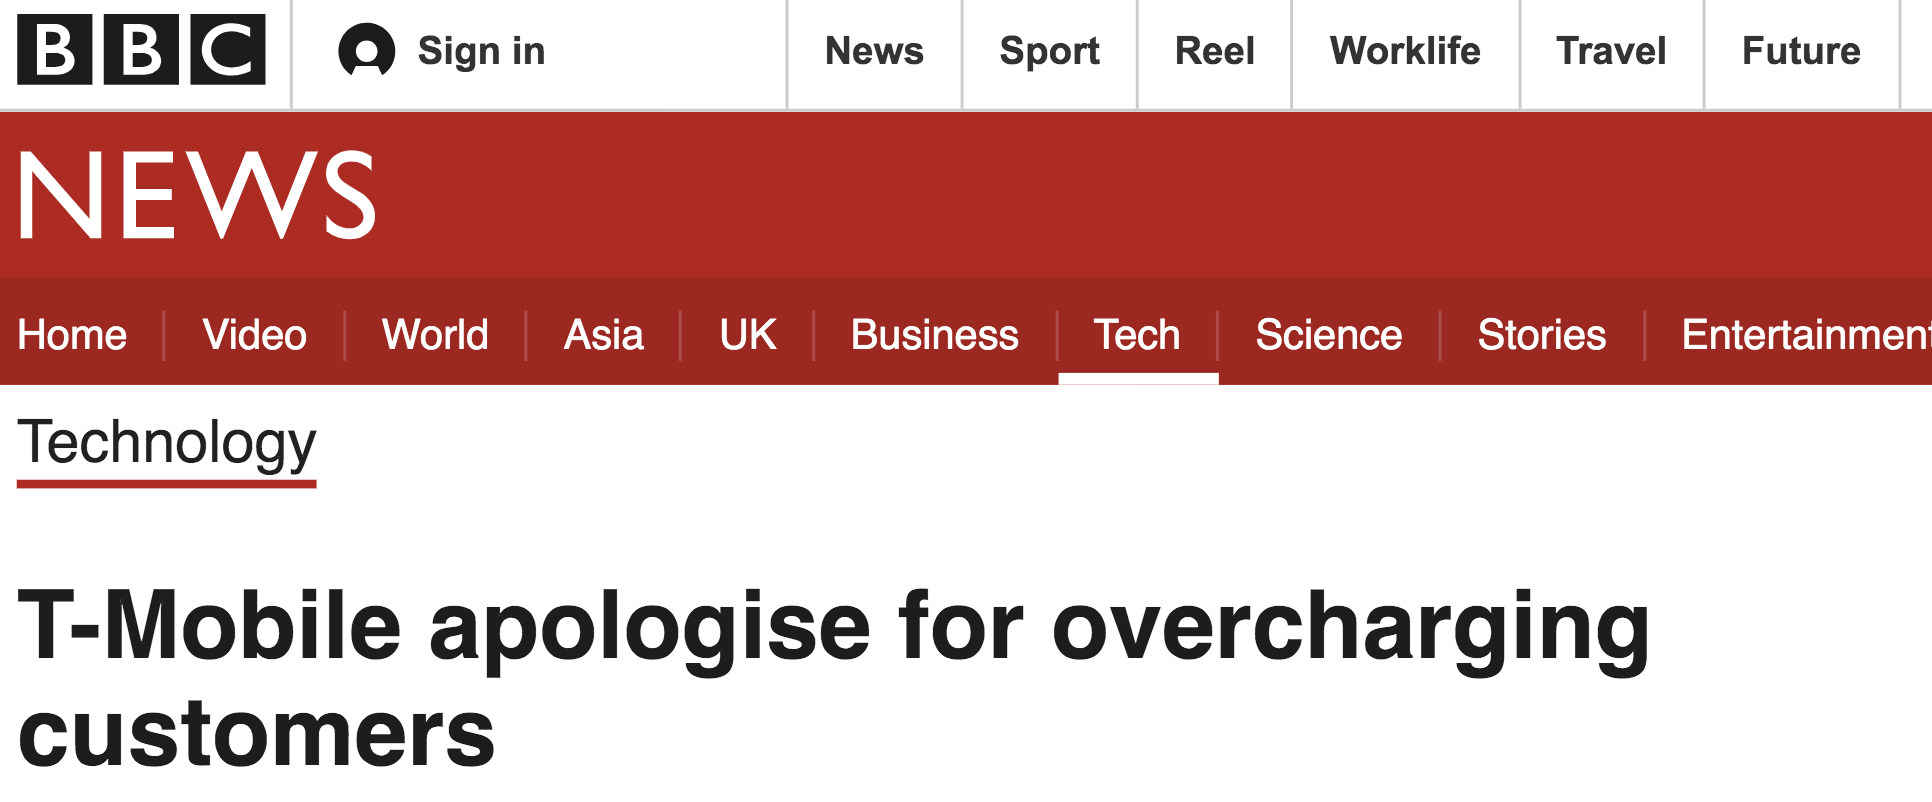 BBC Sign in News Sport Reel Worklife Travel Future
NEWS
Home Video World Asia UK Business Tech Science Stories Entertainment
Technology
T-Mobile apologise for overcharging
customers